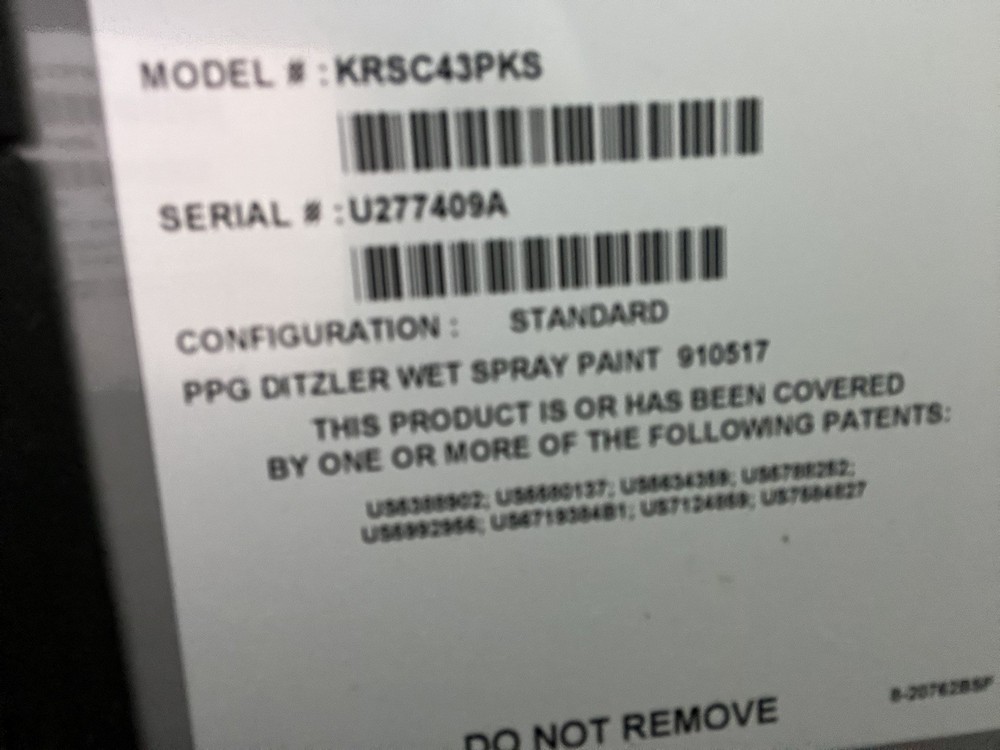 MODEL # : KRSC43PKS
SERIAL # : U277409A
CONFIGURATION : STANDARD
PPG DITZLER WET SPRAY PAINT 910517
THIS PRODUCT IS OR HAS BEEN COVERED
BY ONE OR MORE OF THE FOLLOWING PATENTS:
US7124869;
DO NOT REMOVE